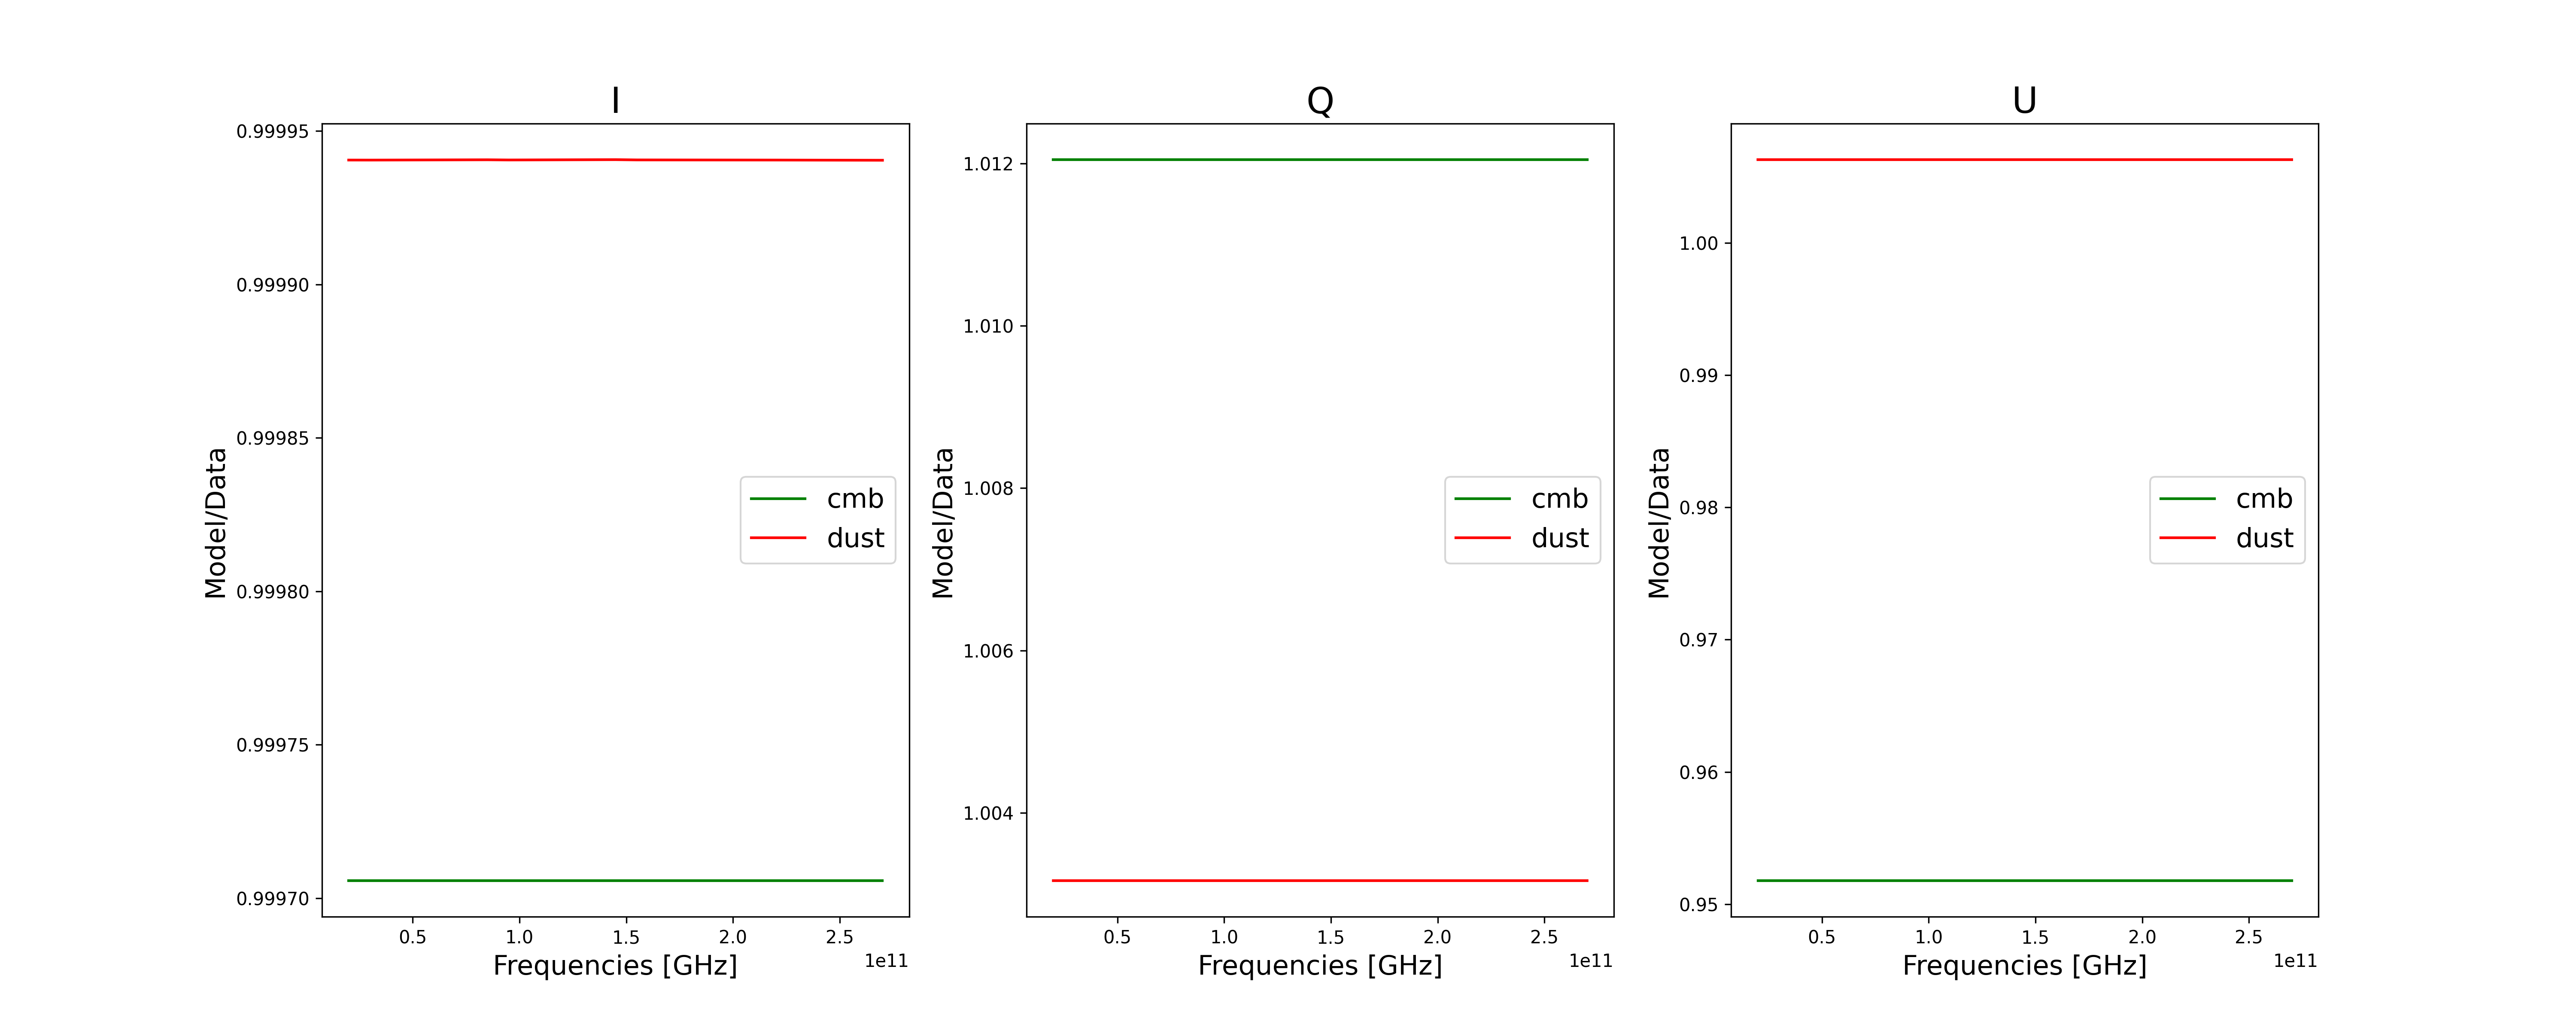 I
Model/Data
0.99995
0.99990
0.99985
0.99980
0.99975
0.99970
cmb
dust
0.5 1.0 1.5 2.0 2.5
1e11
Frequencies [GHz]
Q
Model/Data
1.012
1.010
1.008
1.006
1.004
cmb
dust
0.5 1.0 1.5 2.0 2.5
1e11
Frequencies [GHz]
U
Model/Data
1.00
0.99
0.98
0.97
0.96
0.95
cmb
dust
0.5 1.0 1.5 2.0 2.5
1e11
Frequencies [GHz]